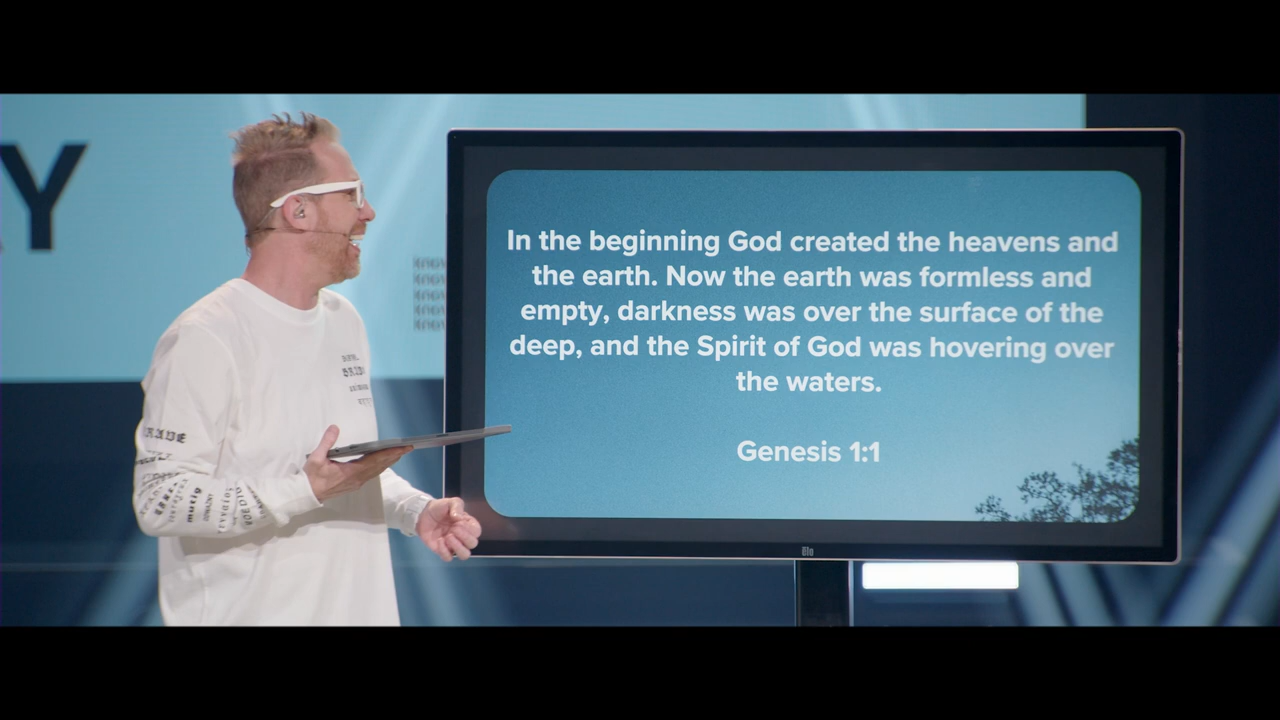 Y
In the beginning God created the heavens and
the earth. Now the earth was formless and
empty, darkness was over the surface of the
deep, and the Spirit of God was hovering over
the waters.
Genesis 1:1
elo
mutig